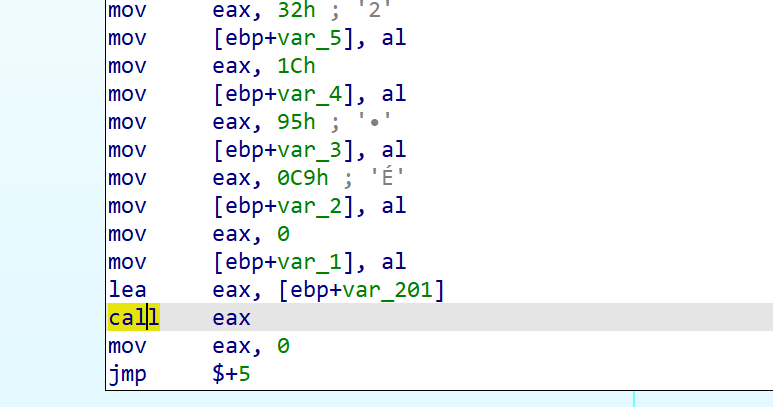 mov eax, 32h ; '2'
mov [ebp+var_5], al
mov eax, 1Ch
mov [ebp+var_4], al
mov eax, 95h ; '•'
mov [ebp+var_3], al
mov eax, 0C9h ; 'É'
mov [ebp+var_2], al
mov eax, 0
mov [ebp+var_1], al
lea eax, [ebp+var_201]
call eax
mov eax, 0
jmp $+5